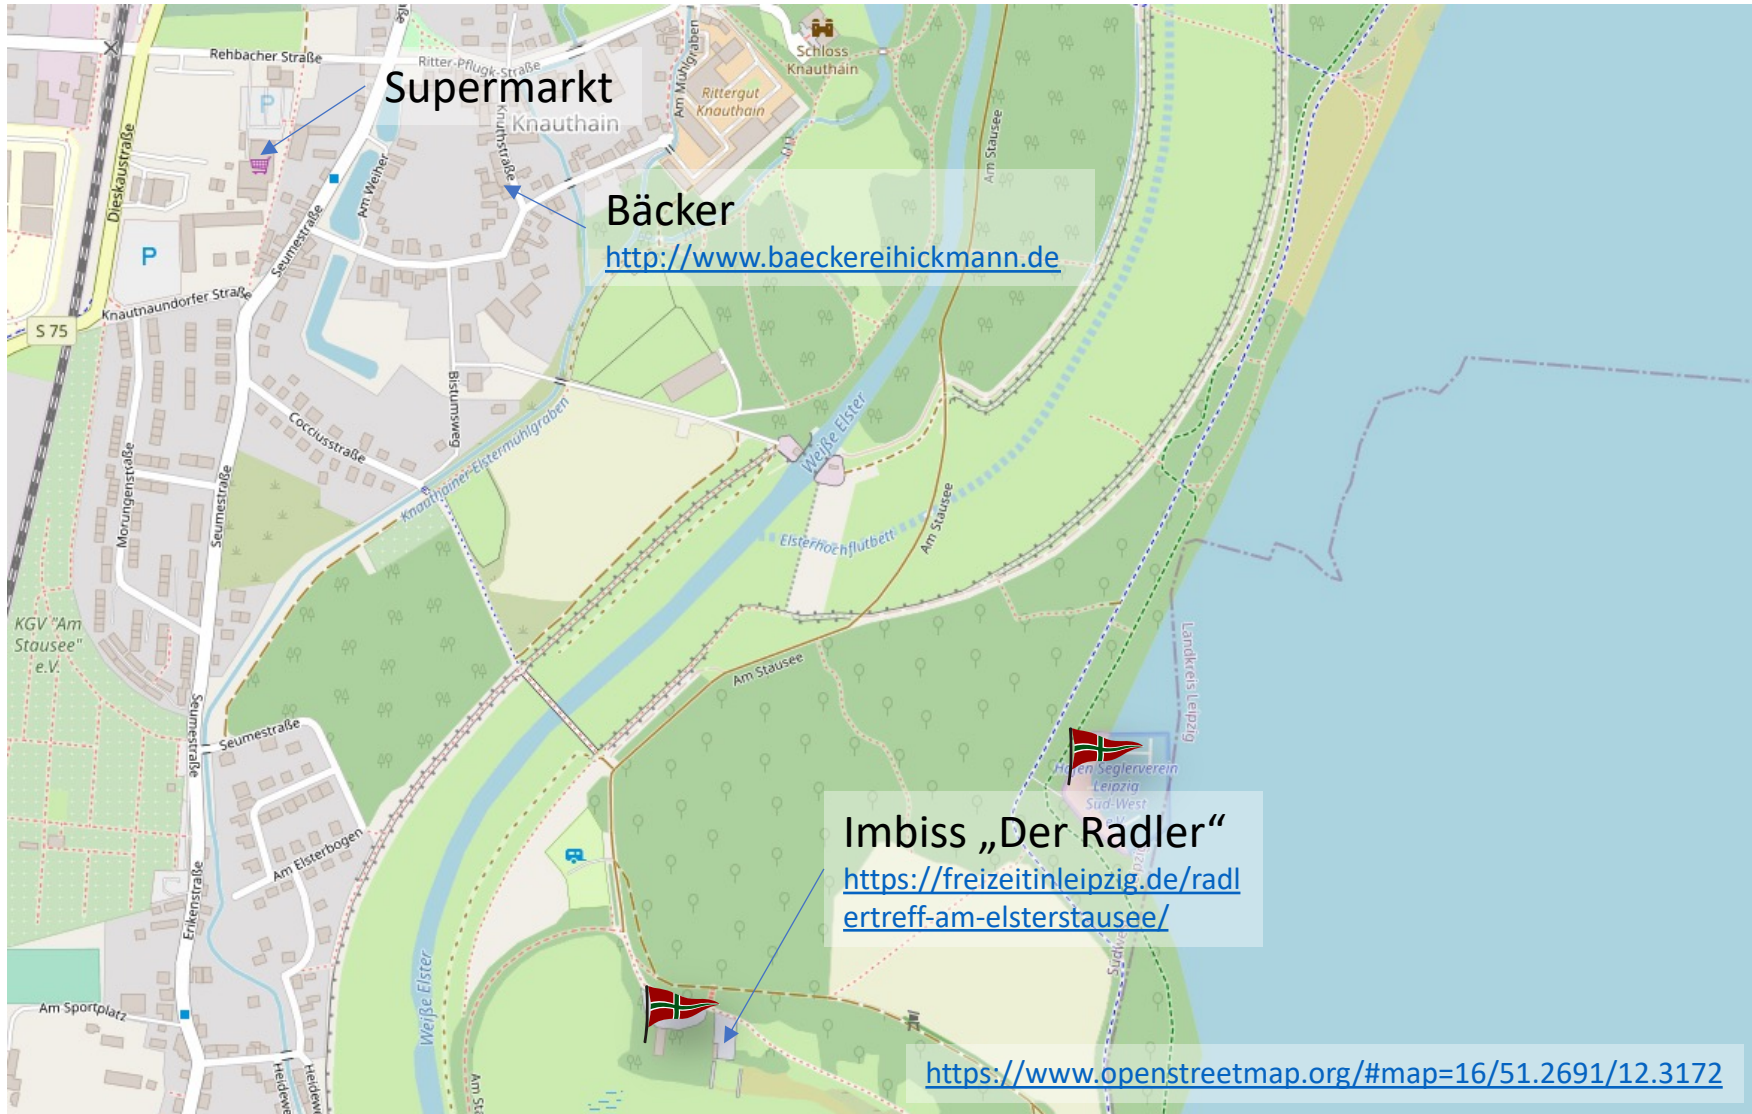 Rehbacher Straße
Ritter-Pflugk-Straße
Supermarkt
Knauthain
Am Mühlgraben
Rittergut
Knauthain
Schloss
Knauthain
P
Dieskaustraße
Am Weiher
Knuthstraße
Am Stausee
Bäcker
http://www.baeckereihickmann.de
P
Seumestraße
Knautnaundorfer Straße
S 75
Bistumsweg
Cocciusstraße
Knauthainer-Elstermühlgraben
Weiße Elster
Morungenstraße
Seumestraße
Elsterhochflutbett
Am Stausee
KGV "Am
Stausee"
e.V.
Am Stausee
Landkreis Leipzig
Seumestraße
Seumestraße
Hafen Seglerverein
Leipzig
Süd-West
Imbiss „Der Radler“
https://freizeitinleipzig.de/radl
ertreff-am-elsterstausee/
Am Elsterbogen
Erikenstraße
Weiße Elster
Am Sportplatz
https://www.openstreetmap.org/#map=16/51.2691/12.3172